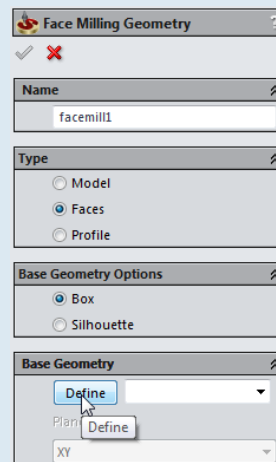 Face Milling Geometry ?
Name
facemill1
Type
Model
Faces
Profile
Base Geometry Options
Box
Silhouette
Base Geometry
Define
Define
XY